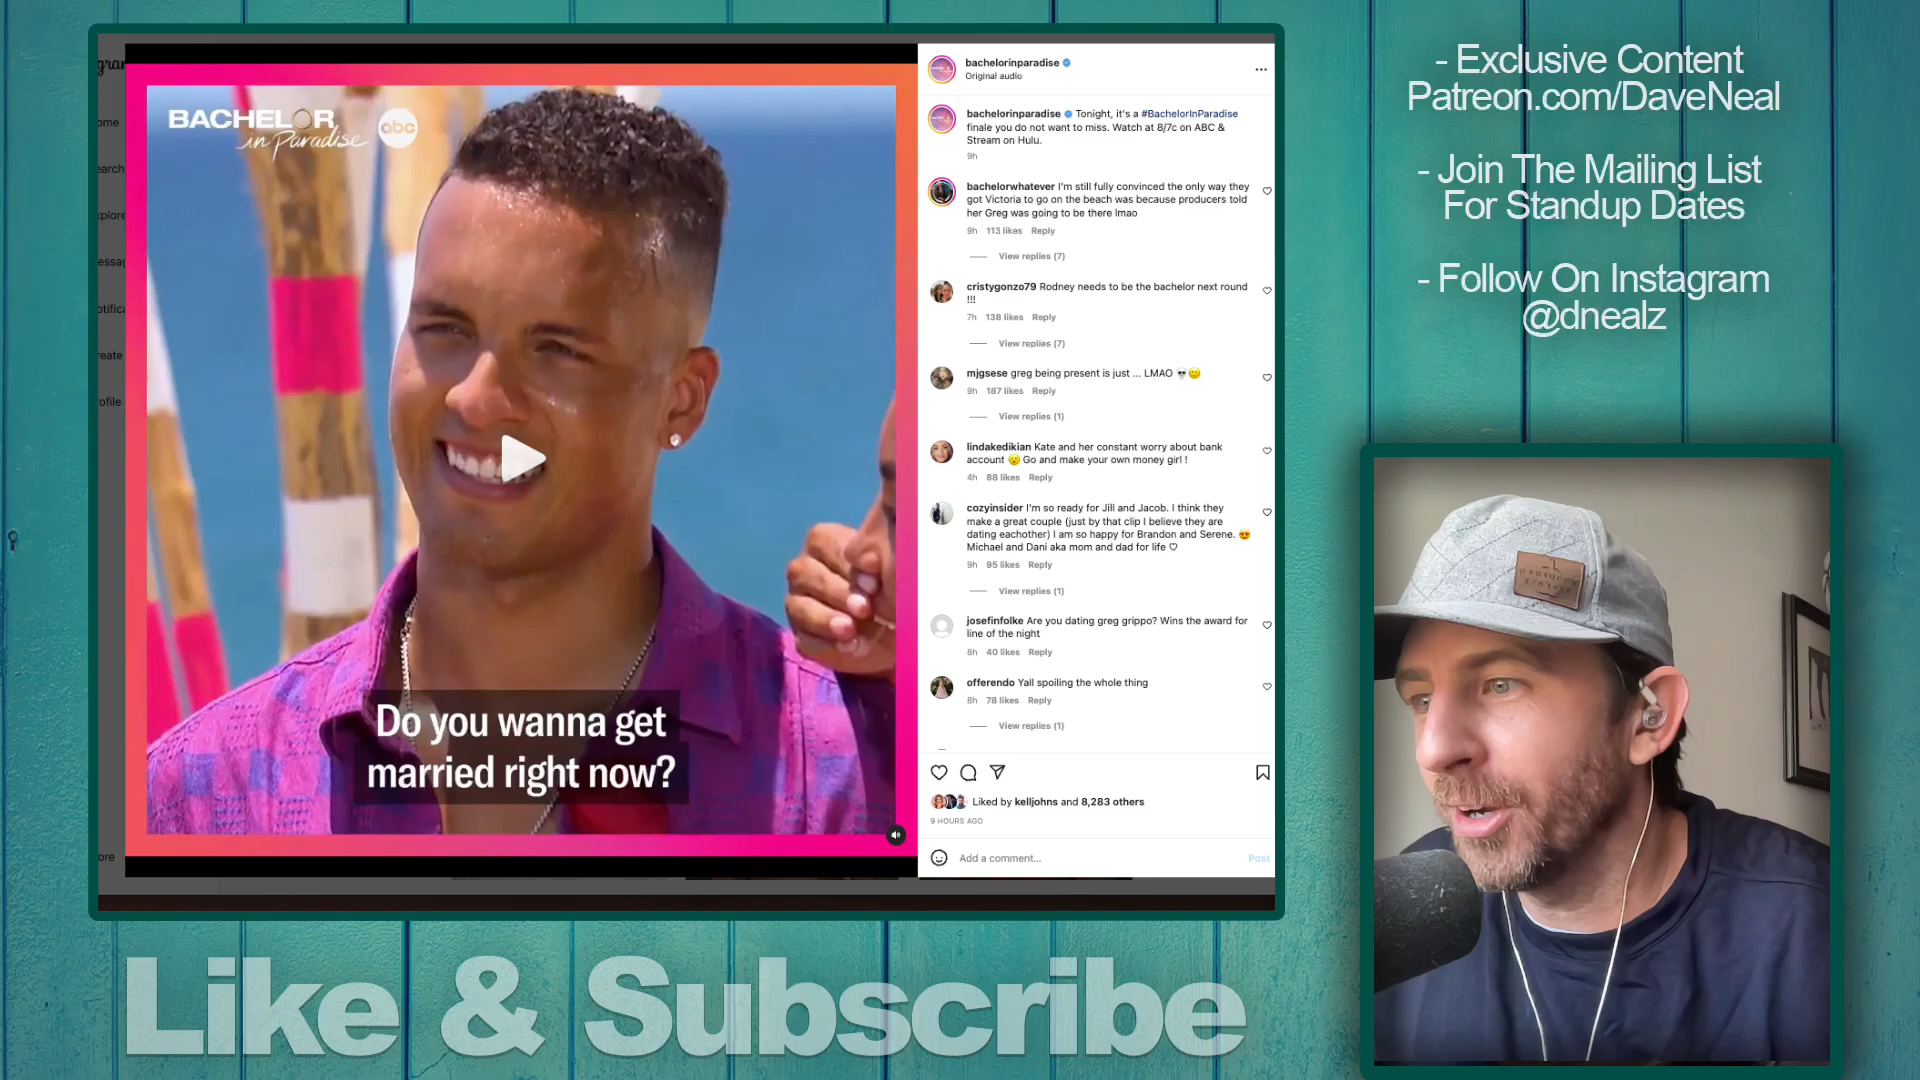 - Exclusive Content
Patreon.com/DaveNeal
- Join The Mailing List
For Standup Dates
- Follow On Instagram
@dnealz
gram
ome
earch
xplore
essag
otifica
reate
rofile
ore
BACHELOR
in Paradise
abc
Do you wanna get
married right now?
bachelorinparadise
Original audio
bachelorinparadise Tonight, it's a #BachelorInParadise
finale you do not want to miss. Watch at 8/7c on ABC &
Stream on Hulu.
9h
bachelorwhatever I'm still fully convinced the only way they
got Victoria to go on the beach was because producers told
her Greg was going to be there lmao
9h 113 likes Reply
View replies (7)
cristygonzo79 Rodney needs to be the bachelor next round
!!!
7h 138 likes Reply
View replies (7)
mjgsese greg being present is just ... LMAO 💀🙂
9h 187 likes Reply
View replies (1)
lindakedikian Kate and her constant worry about bank
account 😮 Go and make your own money girl !
4h 88 likes Reply
cozyinsider I'm so ready for Jill and Jacob. I think they
make a great couple (just by that clip I believe they are
dating eachother) I am so happy for Brandon and Serene. 😍
Michael and Dani aka mom and dad for life ♡
9h 95 likes Reply
View replies (1)
josefinfolke Are you dating greg grippo? Wins the award for
line of the night
8h 40 likes Reply
offerendo Yall spoiling the whole thing
8h 78 likes Reply
View replies (1)
Liked by kelljohns and 8,283 others
9 HOURS AGO
Add a comment...
Post
Like & Subscribe